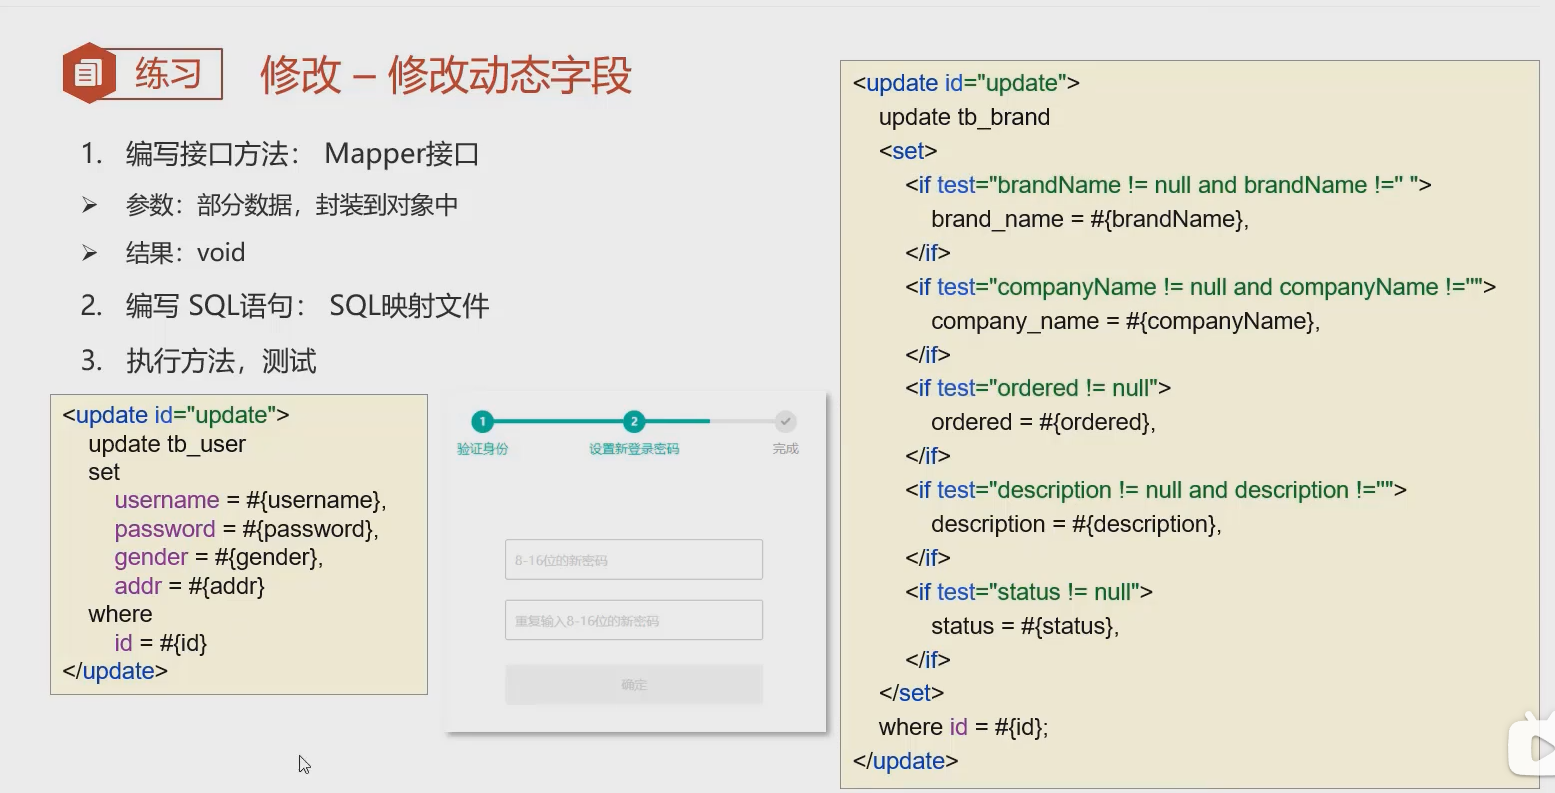 练习
修改 – 修改动态字段
1. 编写接口方法： Mapper接口
➢ 参数：部分数据，封装到对象中
➢ 结果：void
2. 编写 SQL语句： SQL映射文件
3. 执行方法，测试
<update id="update">
update tb_user
set
username = #{username},
password = #{password},
gender = #{gender},
addr = #{addr}
where
id = #{id}
</update>
1 2
验证身份 设置新登录密码 完成
8-16位的新密码
重复输入8-16位的新密码
确定
<update id="update">
update tb_brand
<set>
<if test="brandName != null and brandName !='' ">
brand_name = #{brandName},
</if>
<if test="companyName != null and companyName !=''">
company_name = #{companyName},
</if>
<if test="ordered != null">
ordered = #{ordered},
</if>
<if test="description != null and description !=''">
description = #{description},
</if>
<if test="status != null">
status = #{status},
</if>
</set>
where id = #{id};
</update>